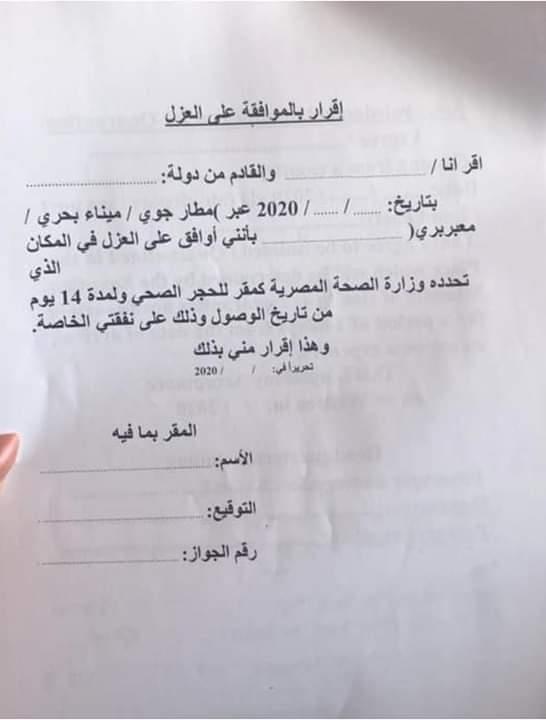 إقرار بالموافقة على العزل
اقر انا / ........................ والقادم من دولة: ........................
بتاريخ: ...... / ...... / 2020 عبر )مطار جوي / ميناء بحري /
معبربري( ________________ بأنني أوافق على العزل في المكان
الذي
تحدده وزارة الصحة المصرية كمقر للحجر الصحي ولمدة 14 يوم
من تاريخ الوصول وذلك على نفقتي الخاصة.
وهذا إقرار مني بذلك
تحريراً في: / / 2020
المقر بما فيه
الأسم: ........................
التوقيع: ........................
رقم الجواز: ........................